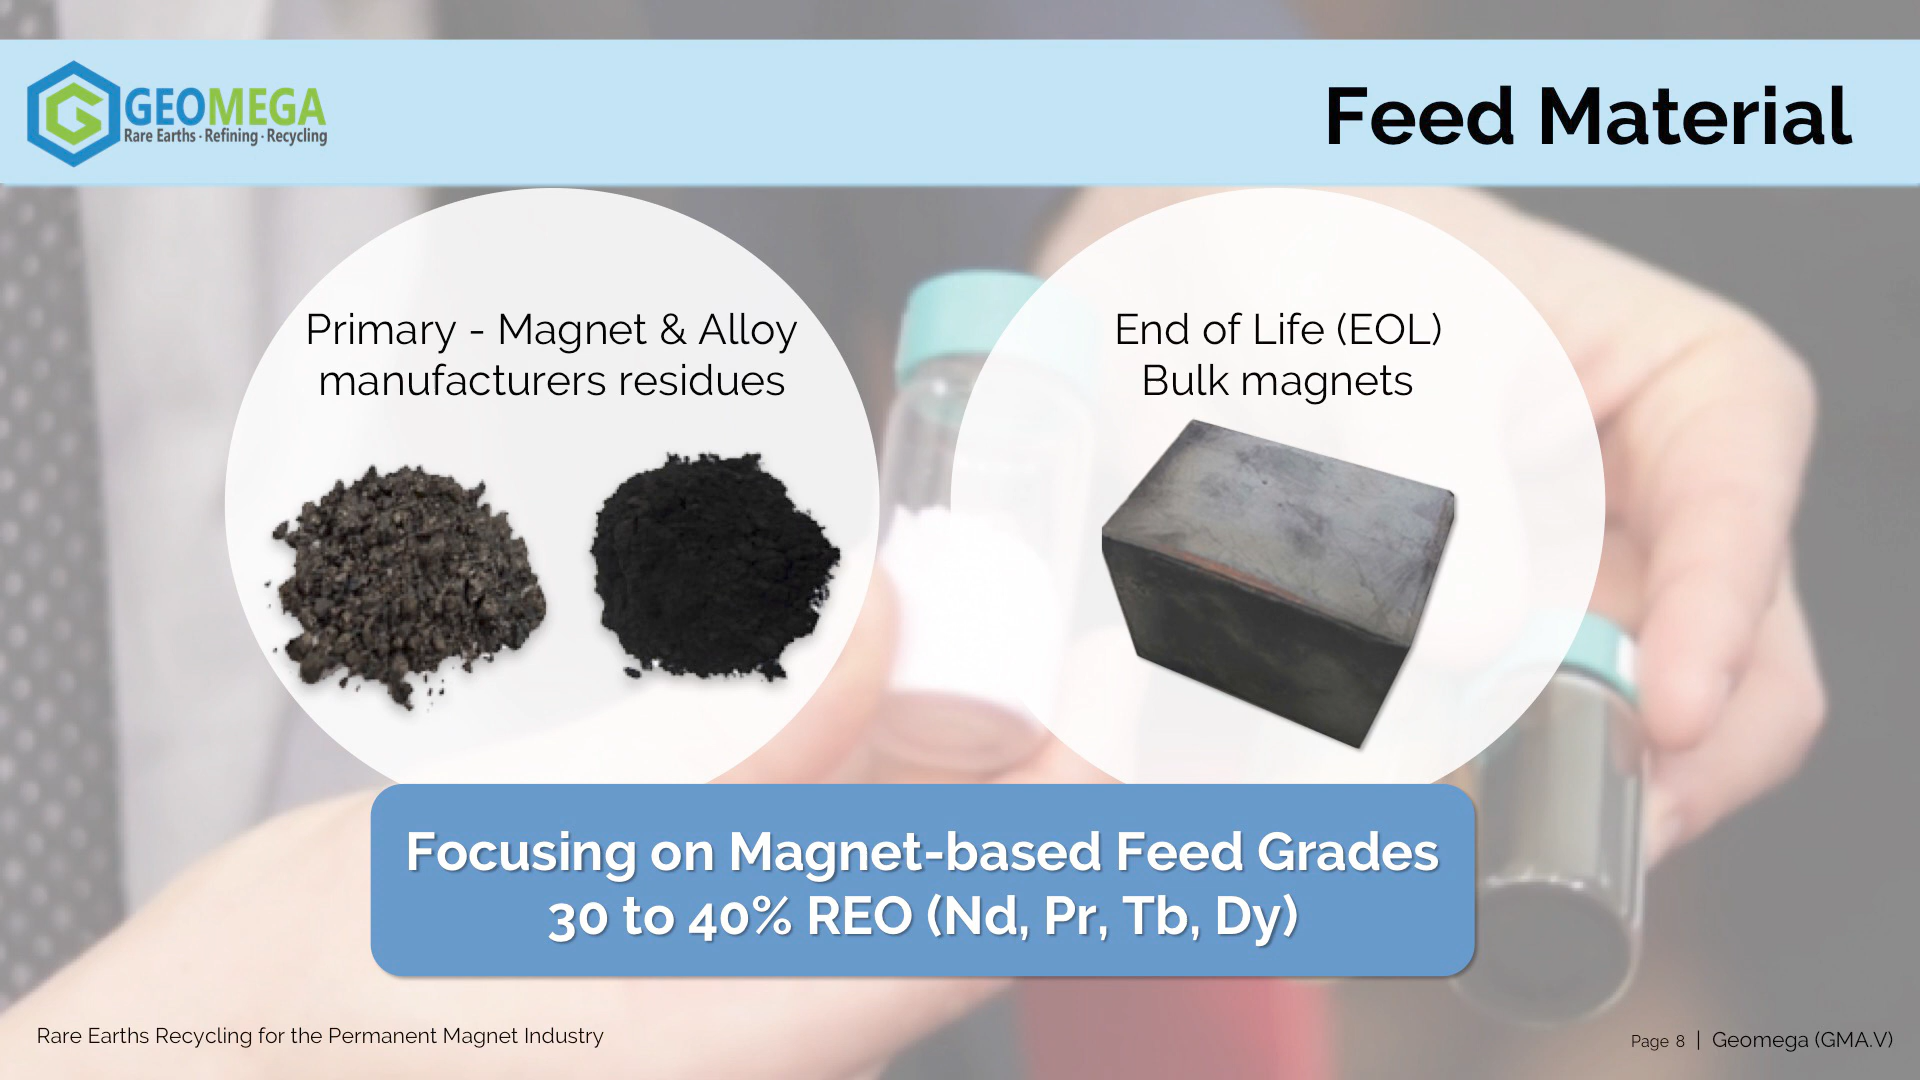 GEOMEGA
Rare Earths · Refining · Recycling
Feed Material
Primary - Magnet & Alloy
manufacturers residues
End of Life (EOL)
Bulk magnets
Focusing on Magnet-based Feed Grades
30 to 40% REO (Nd, Pr, Tb, Dy)
Rare Earths Recycling for the Permanent Magnet Industry
Page 8 | Geomega (GMA.V)